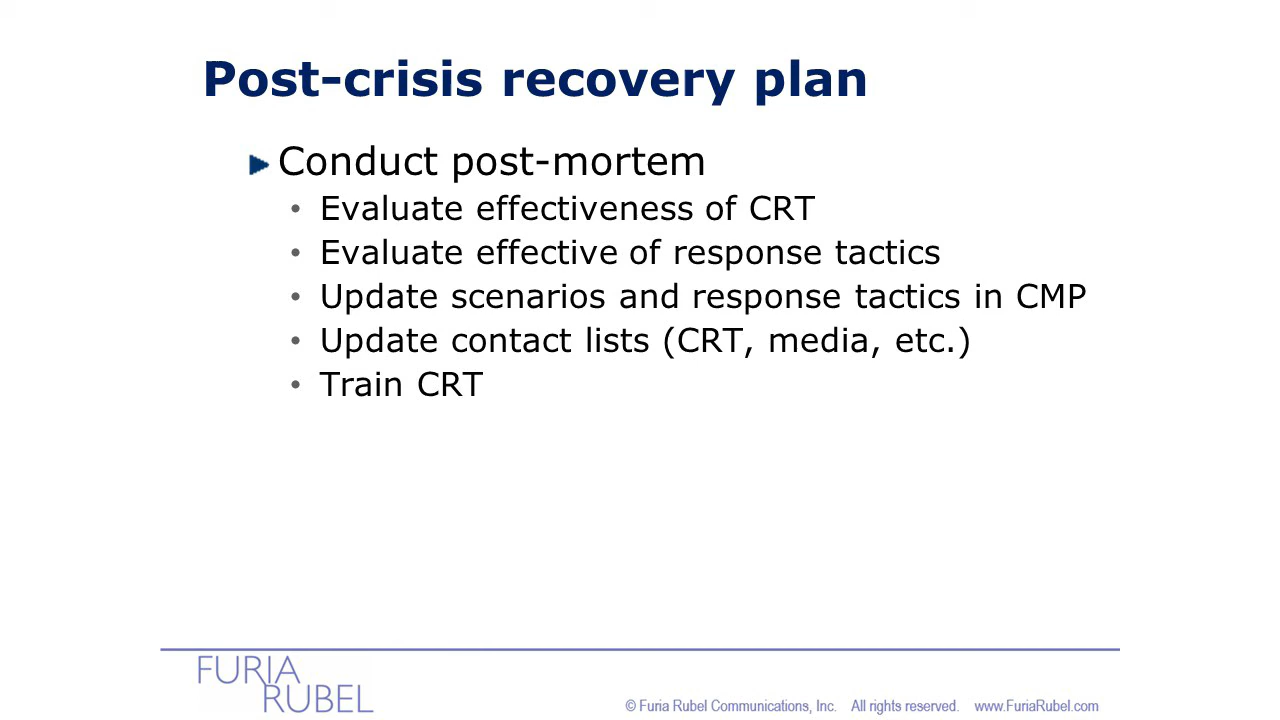 Post-crisis recovery plan
Conduct post-mortem
• Evaluate effectiveness of CRT
• Evaluate effective of response tactics
• Update scenarios and response tactics in CMP
• Update contact lists (CRT, media, etc.)
• Train CRT
FURIA
RUBEL
© Furia Rubel Communications, Inc. All rights reserved. www.FuriaRubel.com